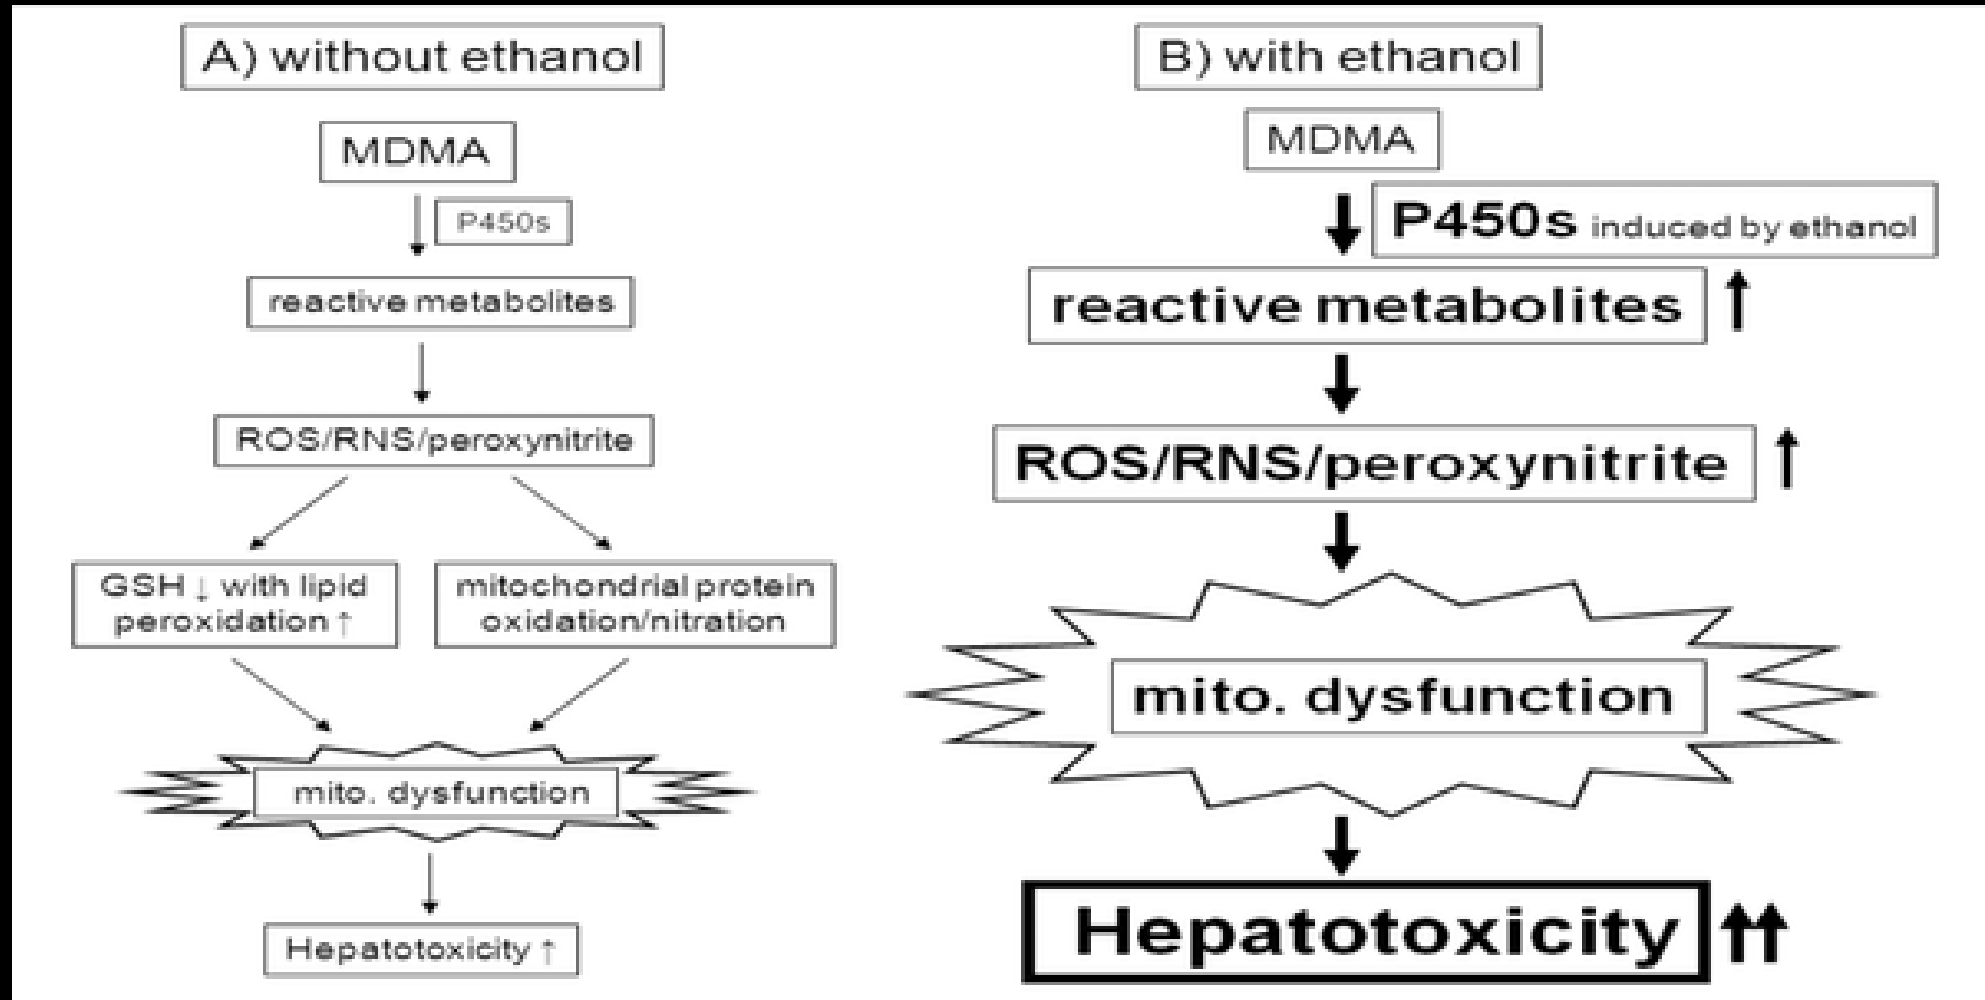 A) without ethanol
MDMA
P450s
reactive metabolites
ROS/RNS/peroxynitrite
GSH ↓ with lipid
peroxidation ↑
mitochondrial protein
oxidation/nitration
mito. dysfunction
Hepatotoxicity ↑
B) with ethanol
MDMA
P450s induced by ethanol
reactive metabolites ↑
ROS/RNS/peroxynitrite ↑
mito. dysfunction
Hepatotoxicity ↑↑